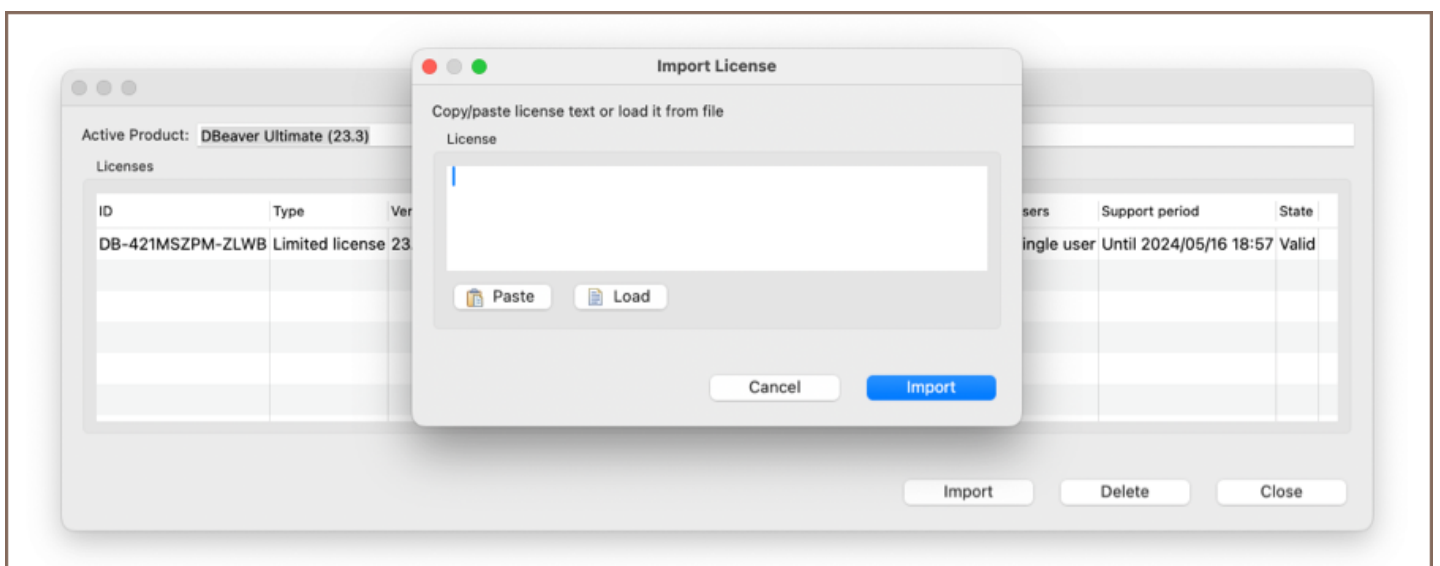 Import License
Copy/paste license text or load it from file
License
Paste Load
Cancel Import
Active Product: DBeaver Ultimate (23.3)
Licenses
ID Type Ver sers Support period State
DB-421MSZPM-ZLWB Limited license 23. ingle user Until 2024/05/16 18:57 Valid
Import Delete Close